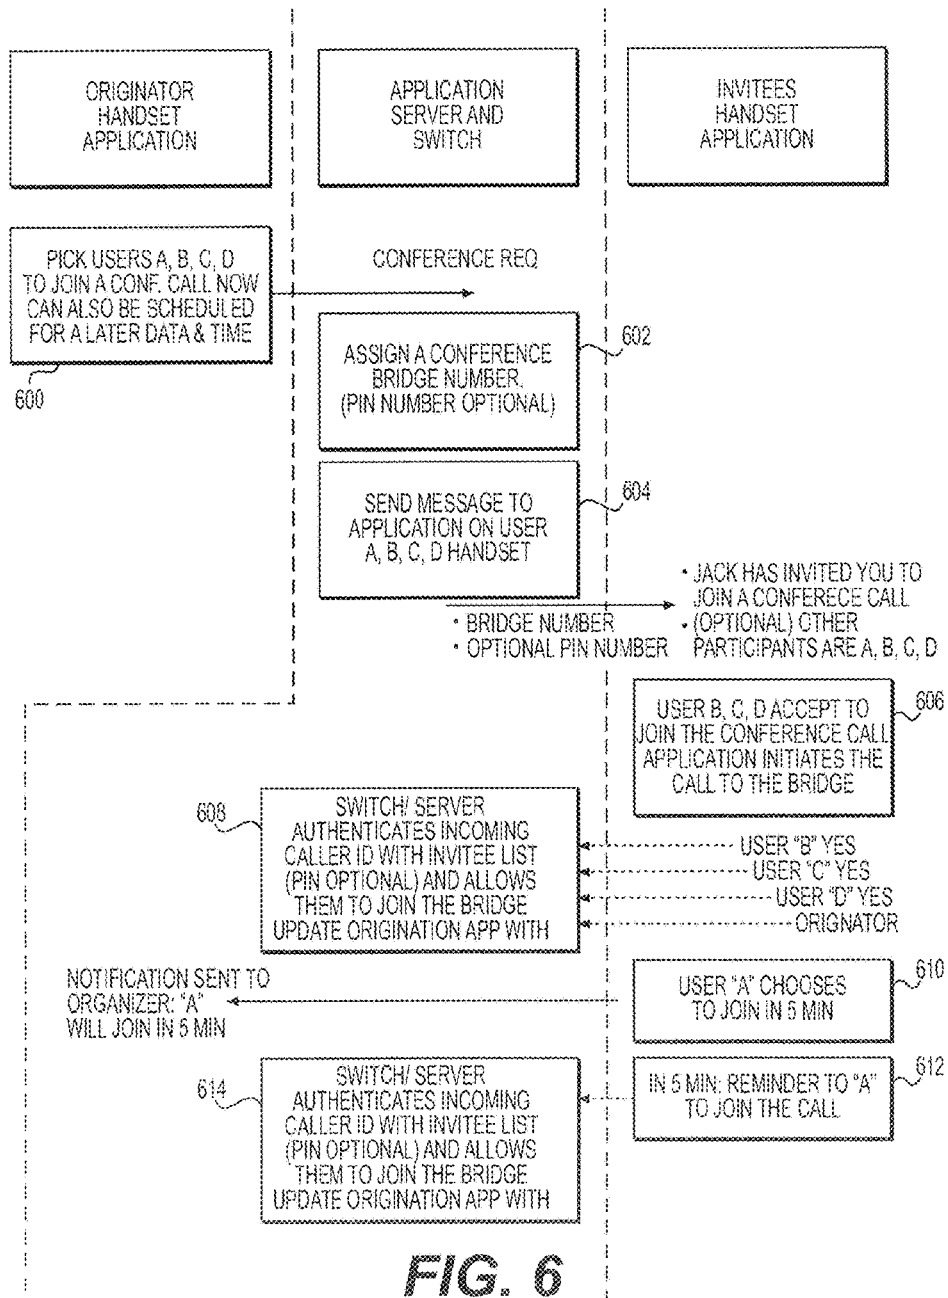 ORIGINATOR
HANDSET
APPLICATION
APPLICATION
SERVER AND
SWITCH
INVITEES
HANDSET
APPLICATION
PICK USERS A, B, C, D
TO JOIN A CONF. CALL NOW
CAN ALSO BE SCHEDULED
FOR A LATER DATA & TIME
600
CONFERENCE REQ
ASSIGN A CONFERENCE
BRIDGE NUMBER.
(PIN NUMBER OPTIONAL)
602
SEND MESSAGE TO
APPLICATION ON USER
A, B, C, D HANDSET
604
• BRIDGE NUMBER
• OPTIONAL PIN NUMBER
• JACK HAS INVITED YOU TO
JOIN A CONFERECE CALL
• (OPTIONAL) OTHER
PARTICIPANTS ARE A, B, C, D
USER B, C, D ACCEPT TO
JOIN THE CONFERENCE CALL
APPLICATION INITIATES THE
CALL TO THE BRIDGE
606
608
SWITCH/ SERVER
AUTHENTICATES INCOMING
CALLER ID WITH INVITEE LIST
(PIN OPTIONAL) AND ALLOWS
THEM TO JOIN THE BRIDGE
UPDATE ORIGINATION APP WITH
USER "B" YES
USER "C" YES
USER "D" YES
ORIGNATOR
NOTIFICATION SENT TO
ORGANIZER: "A"
WILL JOIN IN 5 MIN
USER "A" CHOOSES
TO JOIN IN 5 MIN
610
IN 5 MIN: REMINDER TO "A"
TO JOIN THE CALL
612
614
SWITCH/ SERVER
AUTHENTICATES INCOMING
CALLER ID WITH INVITEE LIST
(PIN OPTIONAL) AND ALLOWS
THEM TO JOIN THE BRIDGE
UPDATE ORIGINATION APP WITH
FIG. 6